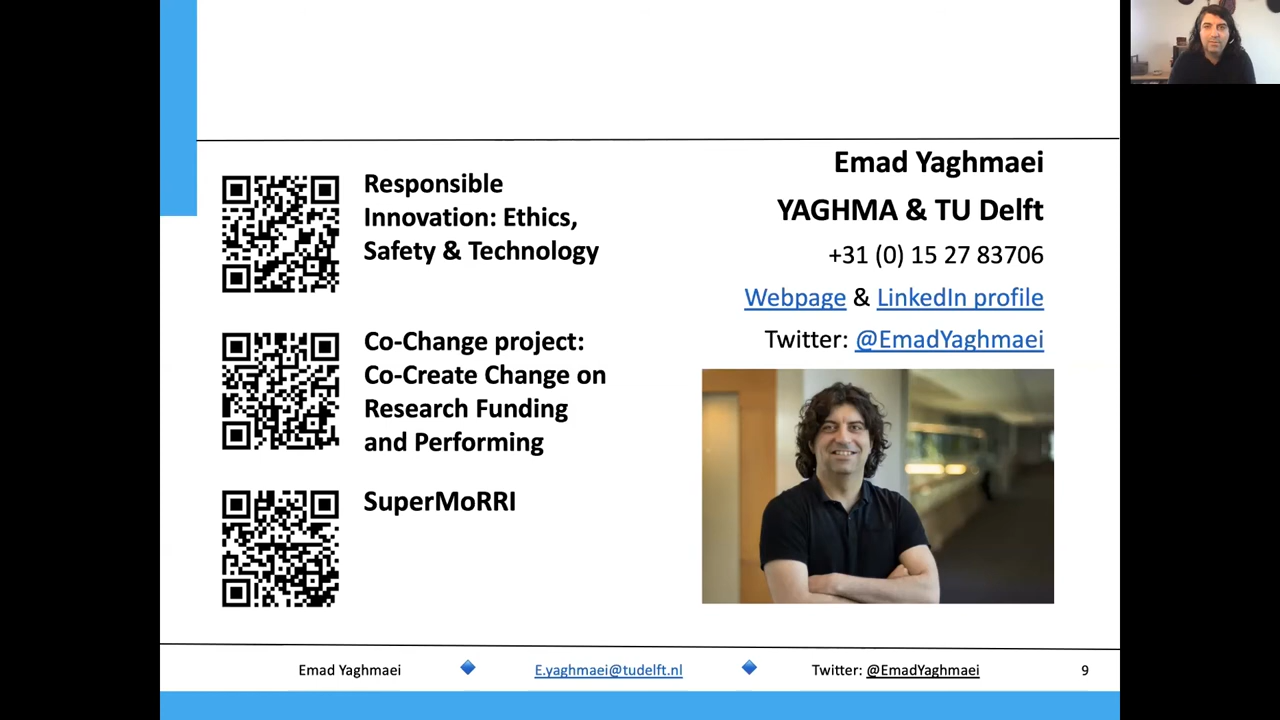 Responsible
Innovation: Ethics,
Safety & Technology
Co-Change project:
Co-Create Change on
Research Funding
and Performing
SuperMoRRI
Emad Yaghmaei
YAGHMA & TU Delft
+31 (0) 15 27 83706
Webpage & LinkedIn profile
Twitter: @EmadYaghmaei
Emad Yaghmaei E.yaghmaei@tudelft.nl Twitter: @EmadYaghmaei 9